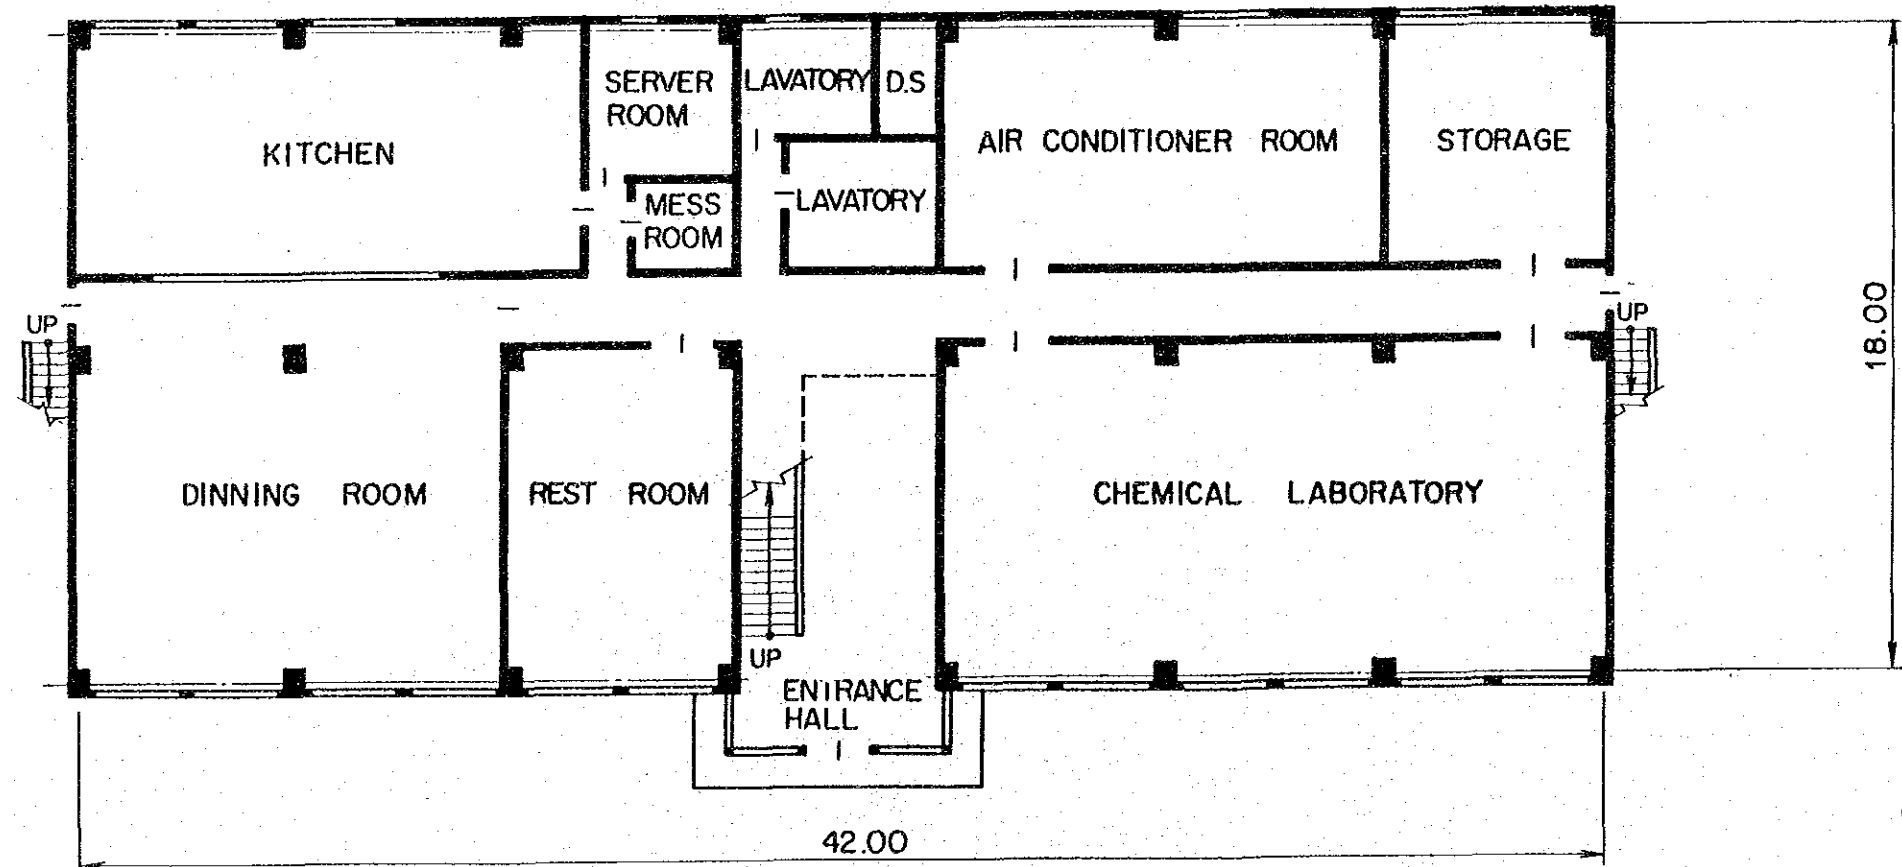 SERVER
ROOM
LAVATORY
D.S
KITCHEN
AIR CONDITIONER ROOM
STORAGE
MESS
ROOM
LAVATORY
UP
UP
18.00
DINNING ROOM
REST ROOM
CHEMICAL LABORATORY
UP
ENTRANCE
HALL
42.00